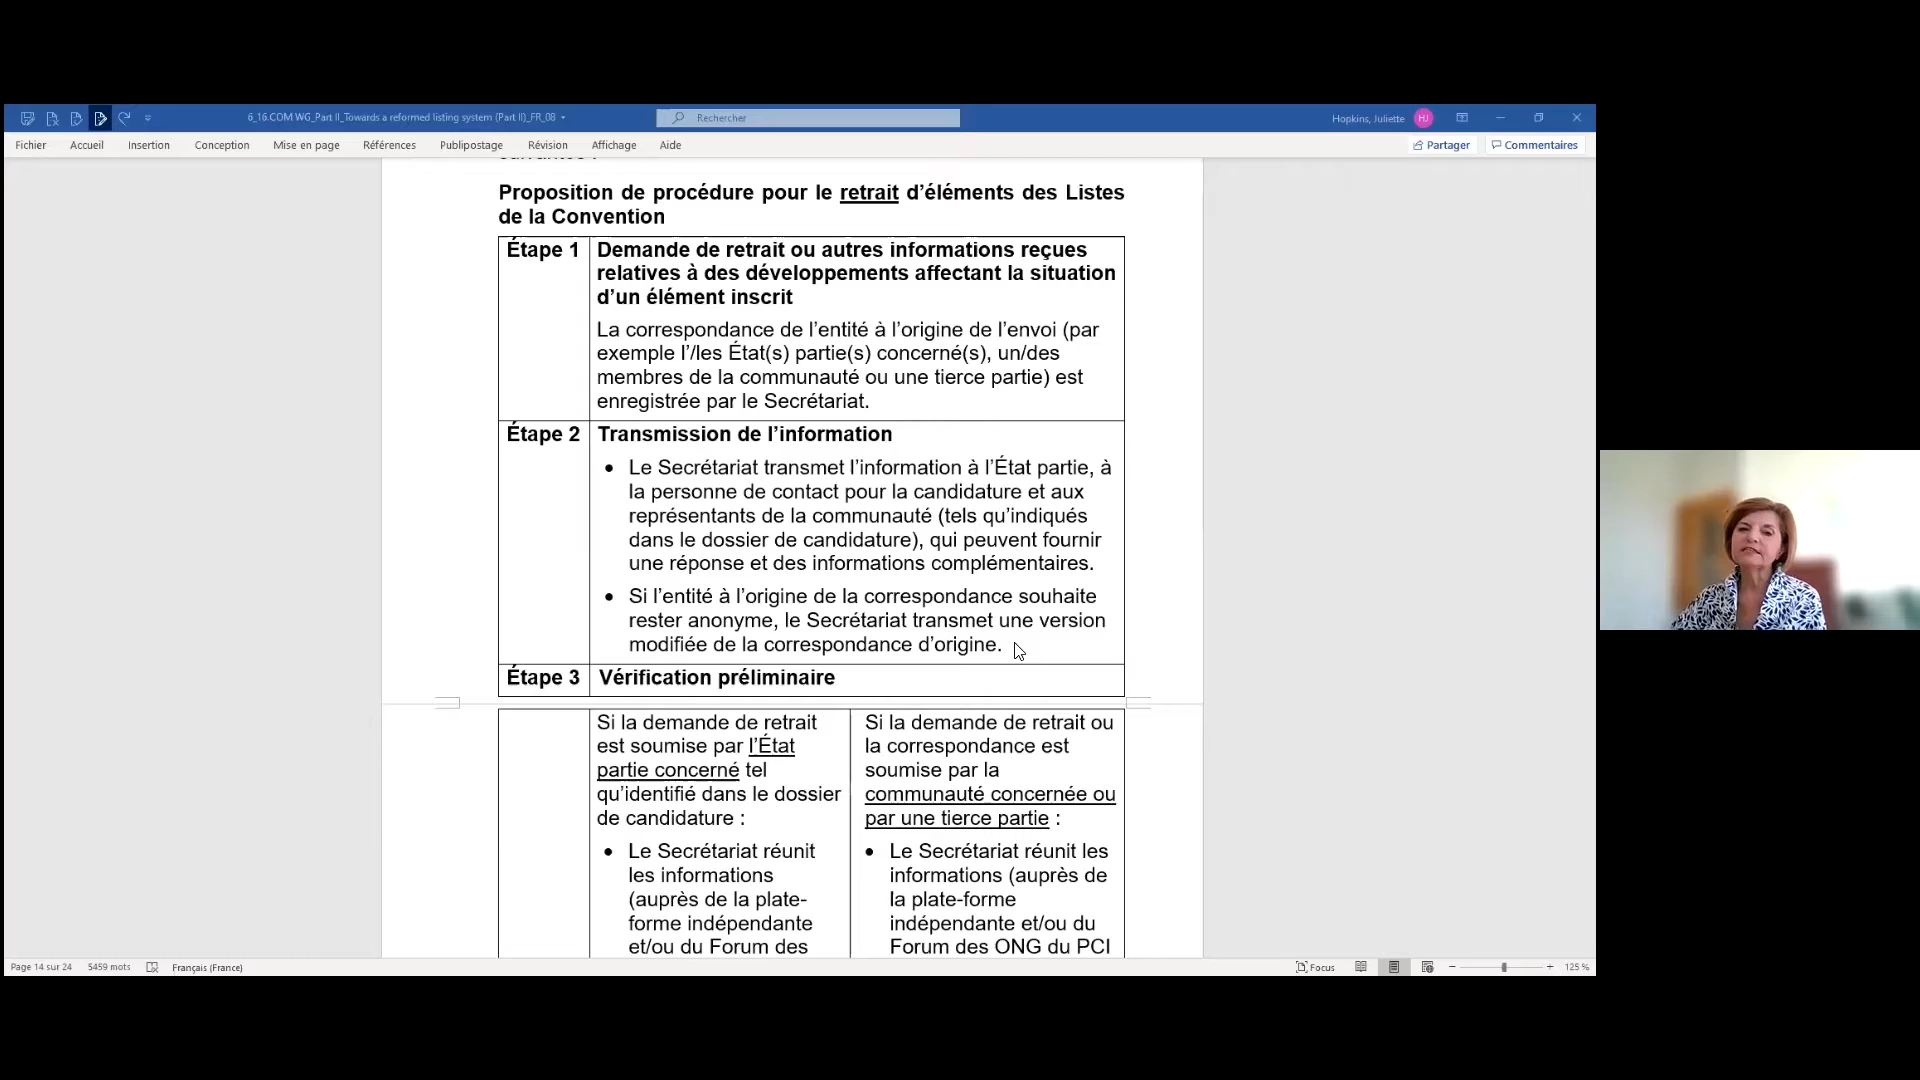 6_16.COM WG_Part II_Towards a reformed listing system (Part II)_FR_08
Rechercher
Hopkins, Juliette
HJ
Fichier Accueil Insertion Conception Mise en page Références Publipostage Révision Affichage Aide
Partager Commentaires
Proposition de procédure pour le retrait d’éléments des Listes
de la Convention
Étape 1
Demande de retrait ou autres informations reçues
relatives à des développements affectant la situation
d’un élément inscrit
La correspondance de l’entité à l’origine de l’envoi (par
exemple l’/les État(s) partie(s) concerné(s), un/des
membres de la communauté ou une tierce partie) est
enregistrée par le Secrétariat.
Étape 2
Transmission de l’information
• Le Secrétariat transmet l’information à l’État partie, à
la personne de contact pour la candidature et aux
représentants de la communauté (tels qu’indiqués
dans le dossier de candidature), qui peuvent fournir
une réponse et des informations complémentaires.
• Si l’entité à l’origine de la correspondance souhaite
rester anonyme, le Secrétariat transmet une version
modifiée de la correspondance d’origine.
Étape 3
Vérification préliminaire
Si la demande de retrait
est soumise par l’État
partie concerné tel
qu’identifié dans le dossier
de candidature :
• Le Secrétariat réunit
les informations
(auprès de la plate-
forme indépendante
et/ou du Forum des
Si la demande de retrait ou
la correspondance est
soumise par la
communauté concernée ou
par une tierce partie :
• Le Secrétariat réunit les
informations (auprès de
la plate-forme
indépendante et/ou du
Forum des ONG du PCI
Page 14 sur 24 5459 mots Français (France)
Focus
125 %